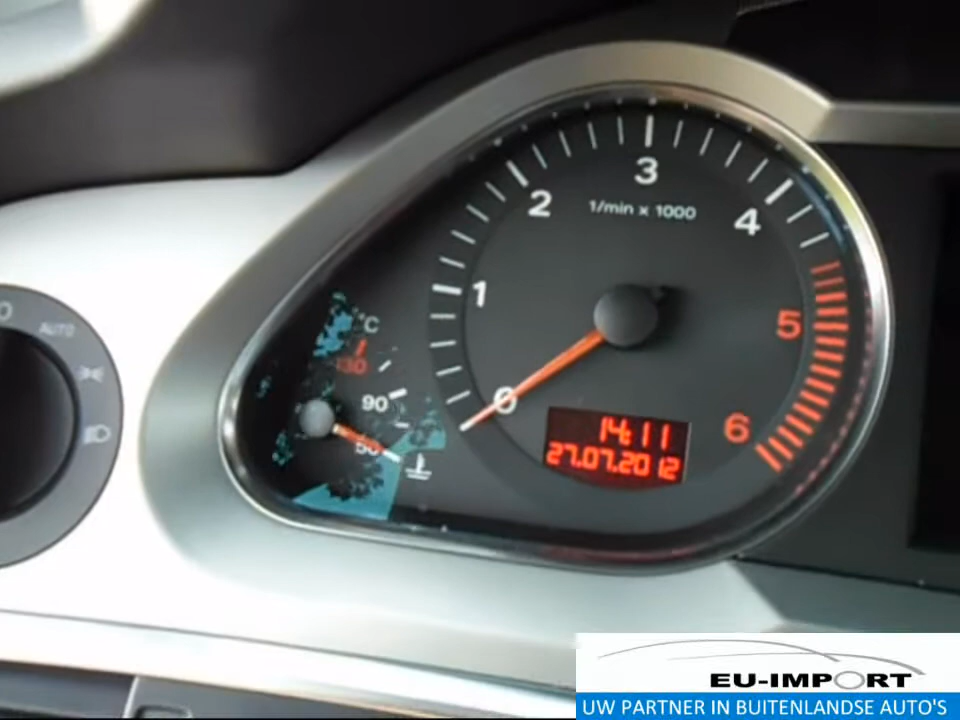 3
2
1/min x 1000
4
1
AUTO
°C
5
130
90
0
6
14:11
50
27.07.2012
EU-IMPORT
UW PARTNER IN BUITENLANDSE AUTO'S